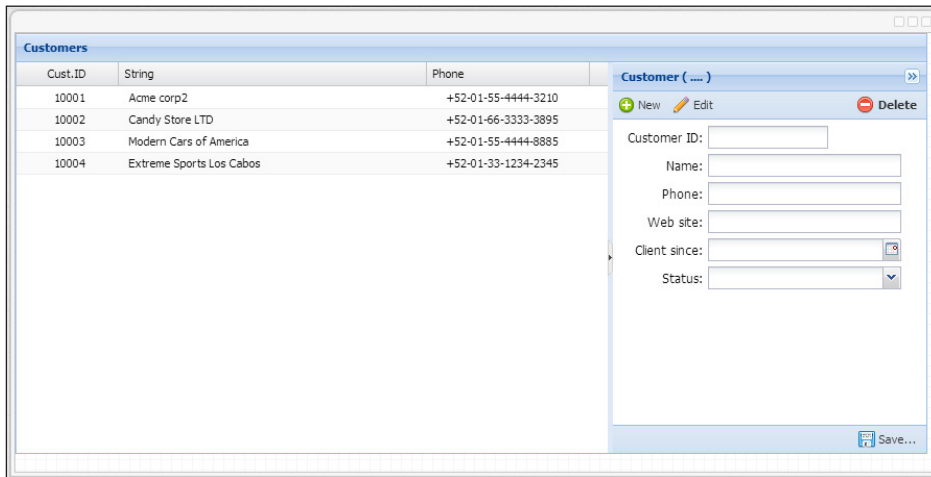 Customers
Cust.ID String Phone
10001 Acme corp2 +52-01-55-4444-3210
10002 Candy Store LTD +52-01-66-3333-3895
10003 Modern Cars of America +52-01-55-4444-8885
10004 Extreme Sports Los Cabos +52-01-33-1234-2345
Customer ( .... )
New Edit Delete
Customer ID:
Name:
Phone:
Web site:
Client since:
Status:
Save...